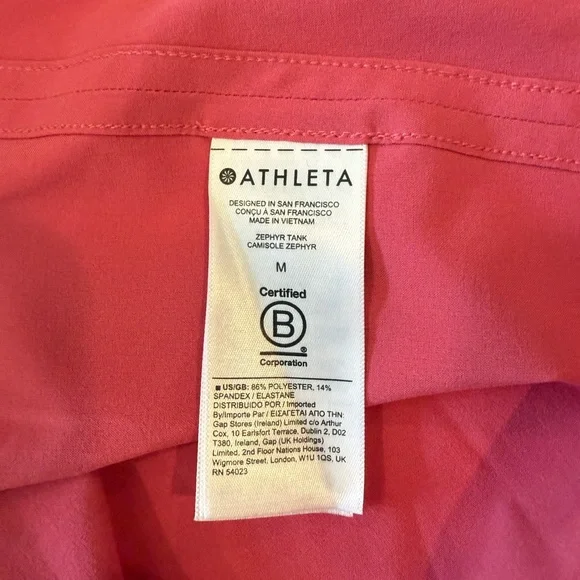 ATHLETA
DESIGNED IN SAN FRANCISCO
CONÇU À SAN FRANCISCO
MADE IN VIETNAM
ZEPHYR TANK
CAMISOLE ZEPHYR
M
Certified
B
®
Corporation
US/GB: 86% POLYESTER, 14%
SPANDEX / ELASTANE
DISTRIBUIDO POR / Imported
By/Importe Par / ΕΙΣΑΓΕΤΑΙ ΑΠΟ ΤΗΝ:
Gap Stores (Ireland) Limited c/o Arthur
Cox, 10 Earlsfort Terrace, Dublin 2, D02
T380, Ireland, Gap (UK Holdings)
Limited, 2nd Floor Nations House, 103
Wigmore Street, London, W1U 1QS, UK
RN 54023